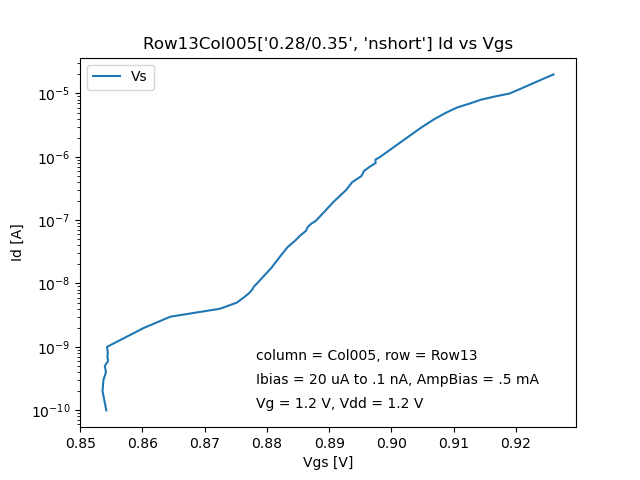 Row13Col005['0.28/0.35', 'nshort'] Id vs Vgs
Vs
Id [A]
10⁻⁵
10⁻⁶
10⁻⁷
10⁻⁸
10⁻⁹
10⁻¹⁰
column = Col005, row = Row13
Ibias = 20 uA to .1 nA, AmpBias = .5 mA
Vg = 1.2 V, Vdd = 1.2 V
0.85 0.86 0.87 0.88 0.89 0.90 0.91 0.92
Vgs [V]